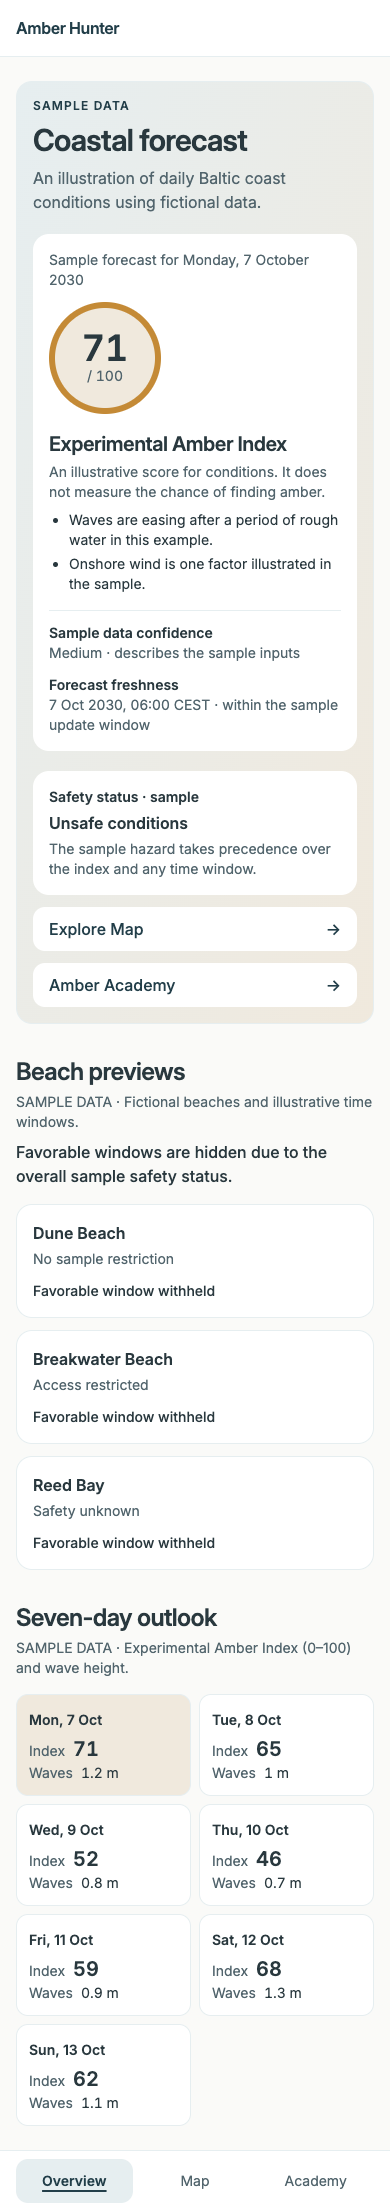 Amber Hunter
SAMPLE DATA
Coastal forecast
An illustration of daily Baltic coast
conditions using fictional data.
Sample forecast for Monday, 7 October
2030
71
/ 100
Experimental Amber Index
An illustrative score for conditions. It does
not measure the chance of finding amber.
• Waves are easing after a period of rough
water in this example.
• Onshore wind is one factor illustrated in
the sample.
Sample data confidence
Medium · describes the sample inputs
Forecast freshness
7 Oct 2030, 06:00 CEST · within the sample
update window
Safety status · sample
Unsafe conditions
The sample hazard takes precedence over
the index and any time window.
Explore Map →
Amber Academy →
Beach previews
SAMPLE DATA · Fictional beaches and illustrative time
windows.
Favorable windows are hidden due to the
overall sample safety status.
Dune Beach
No sample restriction
Favorable window withheld
Breakwater Beach
Access restricted
Favorable window withheld
Reed Bay
Safety unknown
Favorable window withheld
Seven-day outlook
SAMPLE DATA · Experimental Amber Index (0–100)
and wave height.
Mon, 7 Oct
Index 71
Waves 1.2 m
Tue, 8 Oct
Index 65
Waves 1 m
Wed, 9 Oct
Index 52
Waves 0.8 m
Thu, 10 Oct
Index 46
Waves 0.7 m
Fri, 11 Oct
Index 59
Waves 0.9 m
Sat, 12 Oct
Index 68
Waves 1.3 m
Sun, 13 Oct
Index 62
Waves 1.1 m
Overview Map Academy